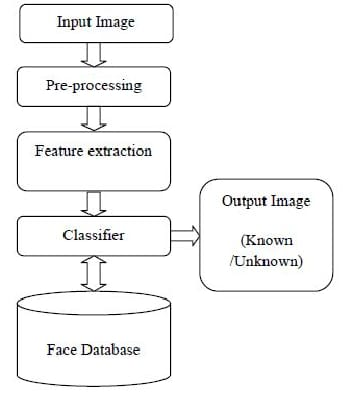 Input Image
Pre-processing
Feature extraction
Classifier
Output Image
(Known
/Unknown)
Face Database